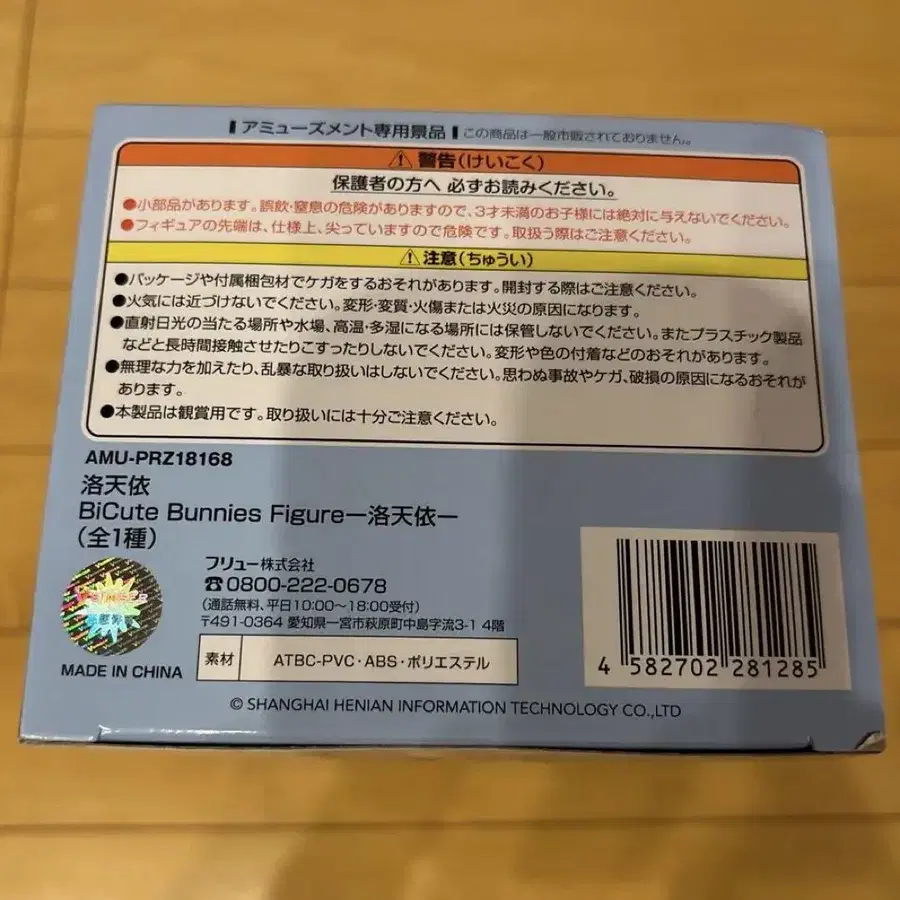 アミューズメント専用景品 この商品は一般市販されておりません。
⚠警告(けいこく)
保護者の方へ 必ずお読みください。
●小部品があります。誤飲・窒息の危険がありますので、3才未満のお子様には絶対に与えないでください。
●フィギュアの先端は、仕様上、尖っていますので危険です。取扱う際はご注意ください。
⚠注意(ちゅうい)
●パッケージや付属梱包材でケガをするおそれがあります。開封する際はご注意ください。
●火気には近づけないでください。変形・変質・火傷または火災の原因になります。
●直射日光の当たる場所や水場、高温・多湿になる場所には保管しないでください。またプラスチック製品
などと長時間接触させたりこすったりしないでください。変形や色の付着などのおそれがあります。
●無理な力を加えたり、乱暴な取り扱いはしないでください。思わぬ事故やケガ、破損の原因になるおそれが
あります。
●本製品は観賞用です。取り扱いには十分ご注意ください。
AMU-PRZ18168
洛天依
BiCute Bunnies Figureー洛天依ー
(全1種)
フリュー株式会社
☎0800-222-0678
(通話無料、平日10:00～18:00受付)
〒491-0364 愛知県一宮市萩原町中島字流3-1 4階
MADE IN CHINA
素材 ATBC-PVC・ABS・ポリエステル
4 582702 281285
© SHANGHAI HENIAN INFORMATION TECHNOLOGY CO.,LTD